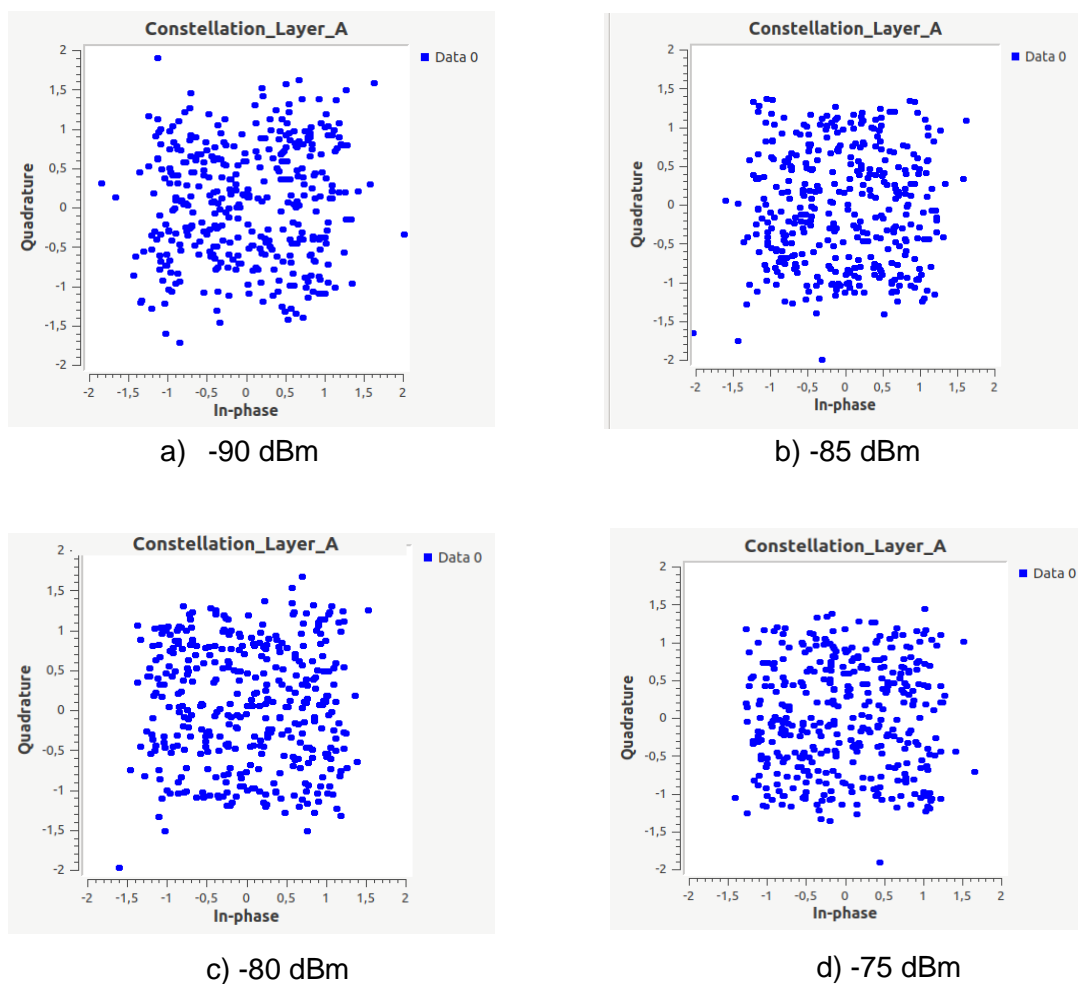 Constellation_Layer_A
Data 0
Quadrature
2
1,5
1
0,5
0
-0,5
-1
-1,5
-2
-2 -1,5 -1 -0,5 0 0,5 1 1,5 2
In-phase
a) -90 dBm
Constellation_Layer_A
Data 0
Quadrature
2
1,5
1
0,5
0
-0,5
-1
-1,5
-2
-2 -1,5 -1 -0,5 0 0,5 1 1,5 2
In-phase
b) -85 dBm
Constellation_Layer_A
Data 0
Quadrature
2
1,5
1
0,5
0
-0,5
-1
-1,5
-2
-2 -1,5 -1 -0,5 0 0,5 1 1,5 2
In-phase
c) -80 dBm
Constellation_Layer_A
Data 0
Quadrature
2
1,5
1
0,5
0
-0,5
-1
-1,5
-2
-2 -1,5 -1 -0,5 0 0,5 1 1,5 2
In-phase
d) -75 dBm